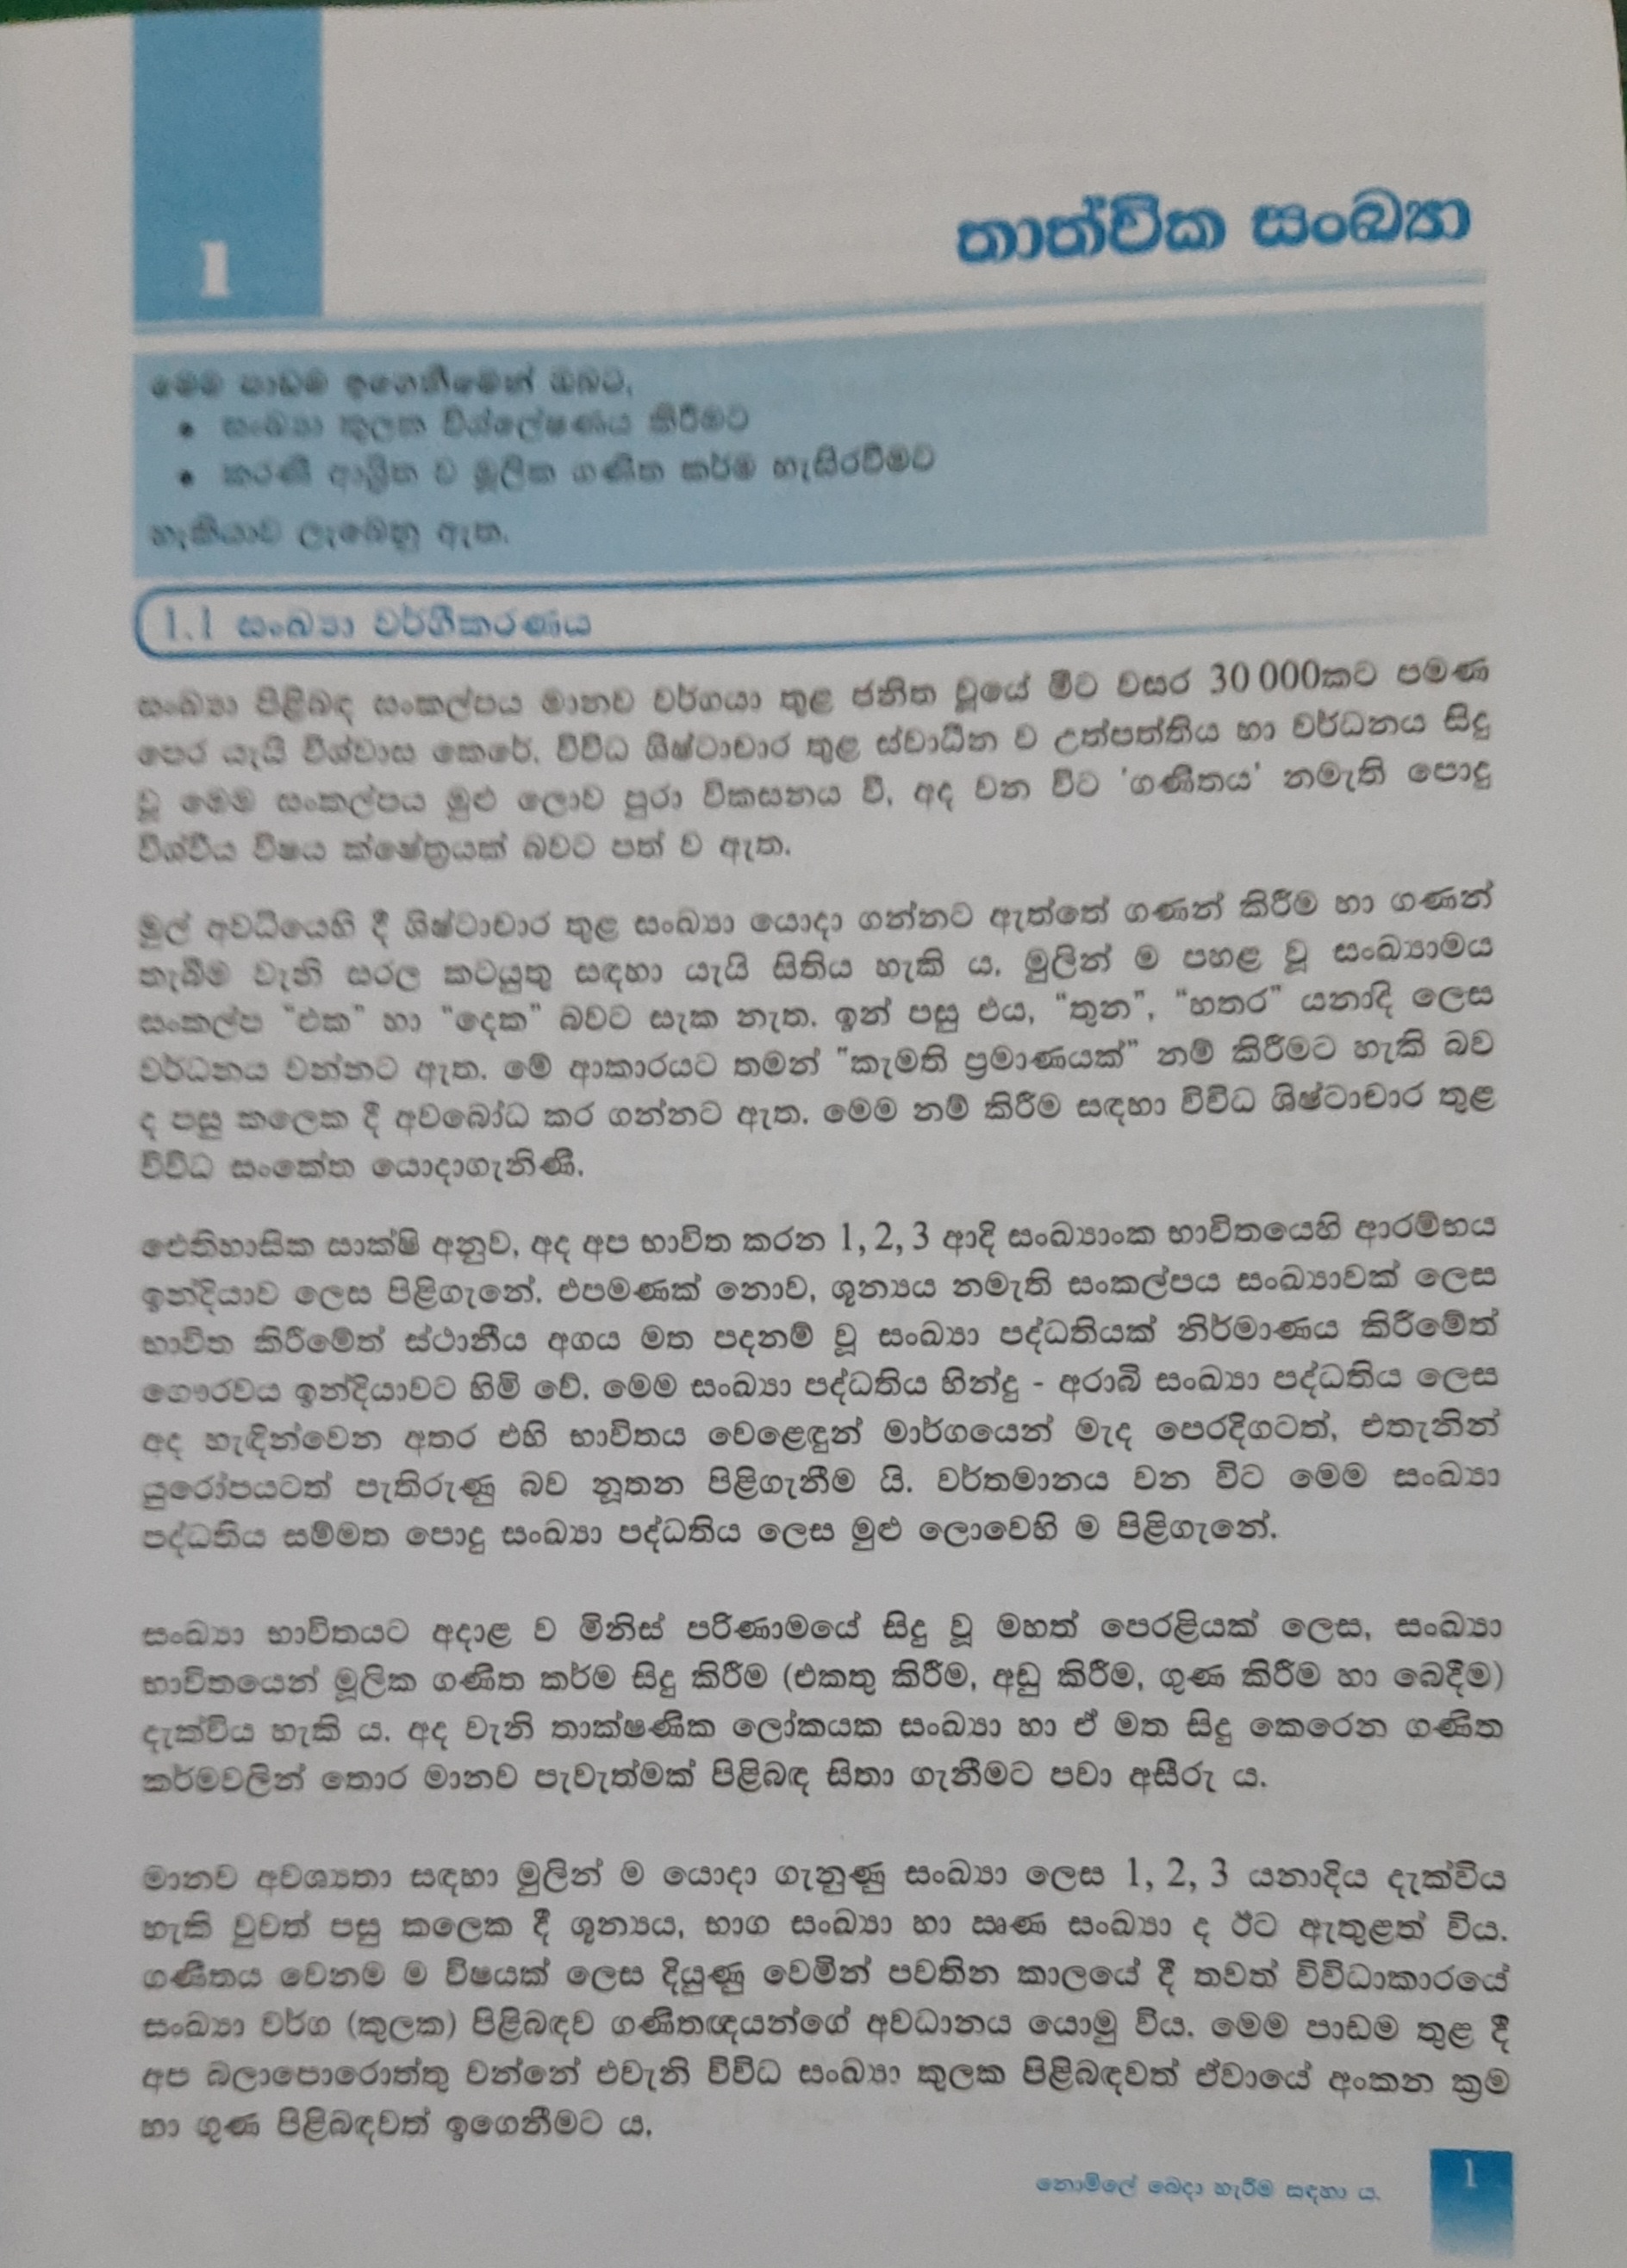 1
තාත්වික සංඛ්‍යා
මෙම පාඩම ඉගෙනීමෙන් ඔබට,
• සංඛ්‍යා කුලක විශ්ලේෂණය කිරීමට
• කරණි ආශ්‍රිත ව මූලික ගණිත කර්ම හැසිරවීමට
හැකියාව ලැබෙනු ඇත.
1.1 සංඛ්‍යා වර්ගීකරණය
සංඛ්‍යා පිළිබඳ සංකල්පය මානව වර්ගයා තුළ ජනිත වූයේ මීට වසර 30 000කට පමණ
පෙර යැයි විශ්වාස කෙරේ. විවිධ ශිෂ්ටාචාර තුළ ස්වාධීන ව උත්පත්තිය හා වර්ධනය සිදු
වූ මෙම සංකල්පය මුළු ලොව පුරා විකසනය වී, අද වන විට 'ගණිතය' නමැති පොදු
විශ්වීය විෂය ක්ෂේත්‍රයක් බවට පත් ව ඇත.
මුල් අවධියෙහි දී ශිෂ්ටාචාර තුළ සංඛ්‍යා යොදා ගන්නට ඇත්තේ ගණන් කිරීම හා ගණන්
තැබීම වැනි සරල කටයුතු සඳහා යැයි සිතිය හැකි ය. මුලින් ම පහළ වූ සංඛ්‍යාමය
සංකල්ප "එක" හා "දෙක" බවට සැක නැත. ඉන් පසු එය, "තුන", "හතර" යනාදි ලෙස
වර්ධනය වන්නට ඇත. මේ ආකාරයට තමන් "කැමති ප්‍රමාණයක්" නම් කිරීමට හැකි බව
ද පසු කලෙක දී අවබෝධ කර ගන්නට ඇත. මෙම නම් කිරීම සඳහා විවිධ ශිෂ්ටාචාර තුළ
විවිධ සංකේත යොදාගැනිණි.
ඓතිහාසික සාක්ෂි අනුව, අද අප භාවිත කරන 1, 2, 3 ආදි සංඛ්‍යාංක භාවිතයෙහි ආරම්භය
ඉන්දියාව ලෙස පිළිගැනේ. එපමණක් නොව, ශූන්‍යය නමැති සංකල්පය සංඛ්‍යාවක් ලෙස
භාවිත කිරීමේත් ස්ථානීය අගය මත පදනම් වූ සංඛ්‍යා පද්ධතියක් නිර්මාණය කිරීමේත්
ගෞරවය ඉන්දියාවට හිමි වේ. මෙම සංඛ්‍යා පද්ධතිය හින්දු - අරාබි සංඛ්‍යා පද්ධතිය ලෙස
අද හැඳින්වෙන අතර එහි භාවිතය වෙළෙඳුන් මාර්ගයෙන් මැද පෙරදිගටත්, එතැනින්
යුරෝපයටත් පැතිරුණු බව නූතන පිළිගැනීම යි. වර්තමානය වන විට මෙම සංඛ්‍යා
පද්ධතිය සම්මත පොදු සංඛ්‍යා පද්ධතිය ලෙස මුළු ලොවෙහි ම පිළිගැනේ.
සංඛ්‍යා භාවිතයට අදාළ ව මිනිස් පරිණාමයේ සිදු වූ මහත් පෙරළියක් ලෙස, සංඛ්‍යා
භාවිතයෙන් මූලික ගණිත කර්ම සිදු කිරීම (එකතු කිරීම, අඩු කිරීම, ගුණ කිරීම හා බෙදීම)
දැක්විය හැකි ය. අද වැනි තාක්ෂණික ලෝකයක සංඛ්‍යා හා ඒ මත සිදු කෙරෙන ගණිත
කර්මවලින් තොර මානව පැවැත්මක් පිළිබඳ සිතා ගැනීමට පවා අසීරු ය.
මානව අවශ්‍යතා සඳහා මුලින් ම යොදා ගැනුණු සංඛ්‍යා ලෙස 1, 2, 3 යනාදිය දැක්විය
හැකි වුවත් පසු කලෙක දී ශූන්‍යය, භාග සංඛ්‍යා හා ඍණ සංඛ්‍යා ද ඊට ඇතුළත් විය.
ගණිතය වෙනම ම විෂයක් ලෙස දියුණු වෙමින් පවතින කාලයේ දී තවත් විවිධාකාරයේ
සංඛ්‍යා වර්ග (කුලක) පිළිබඳව ගණිතඥයන්ගේ අවධානය යොමු විය. මෙම පාඩම තුළ දී
අප බලාපොරොත්තු වන්නේ එවැනි විවිධ සංඛ්‍යා කුලක පිළිබඳවත් ඒවායේ අංකන ක්‍රම
හා ගුණ පිළිබඳවත් ඉගෙනීමට ය.
නොමිලේ බෙදා හැරීම සඳහා ය.
1